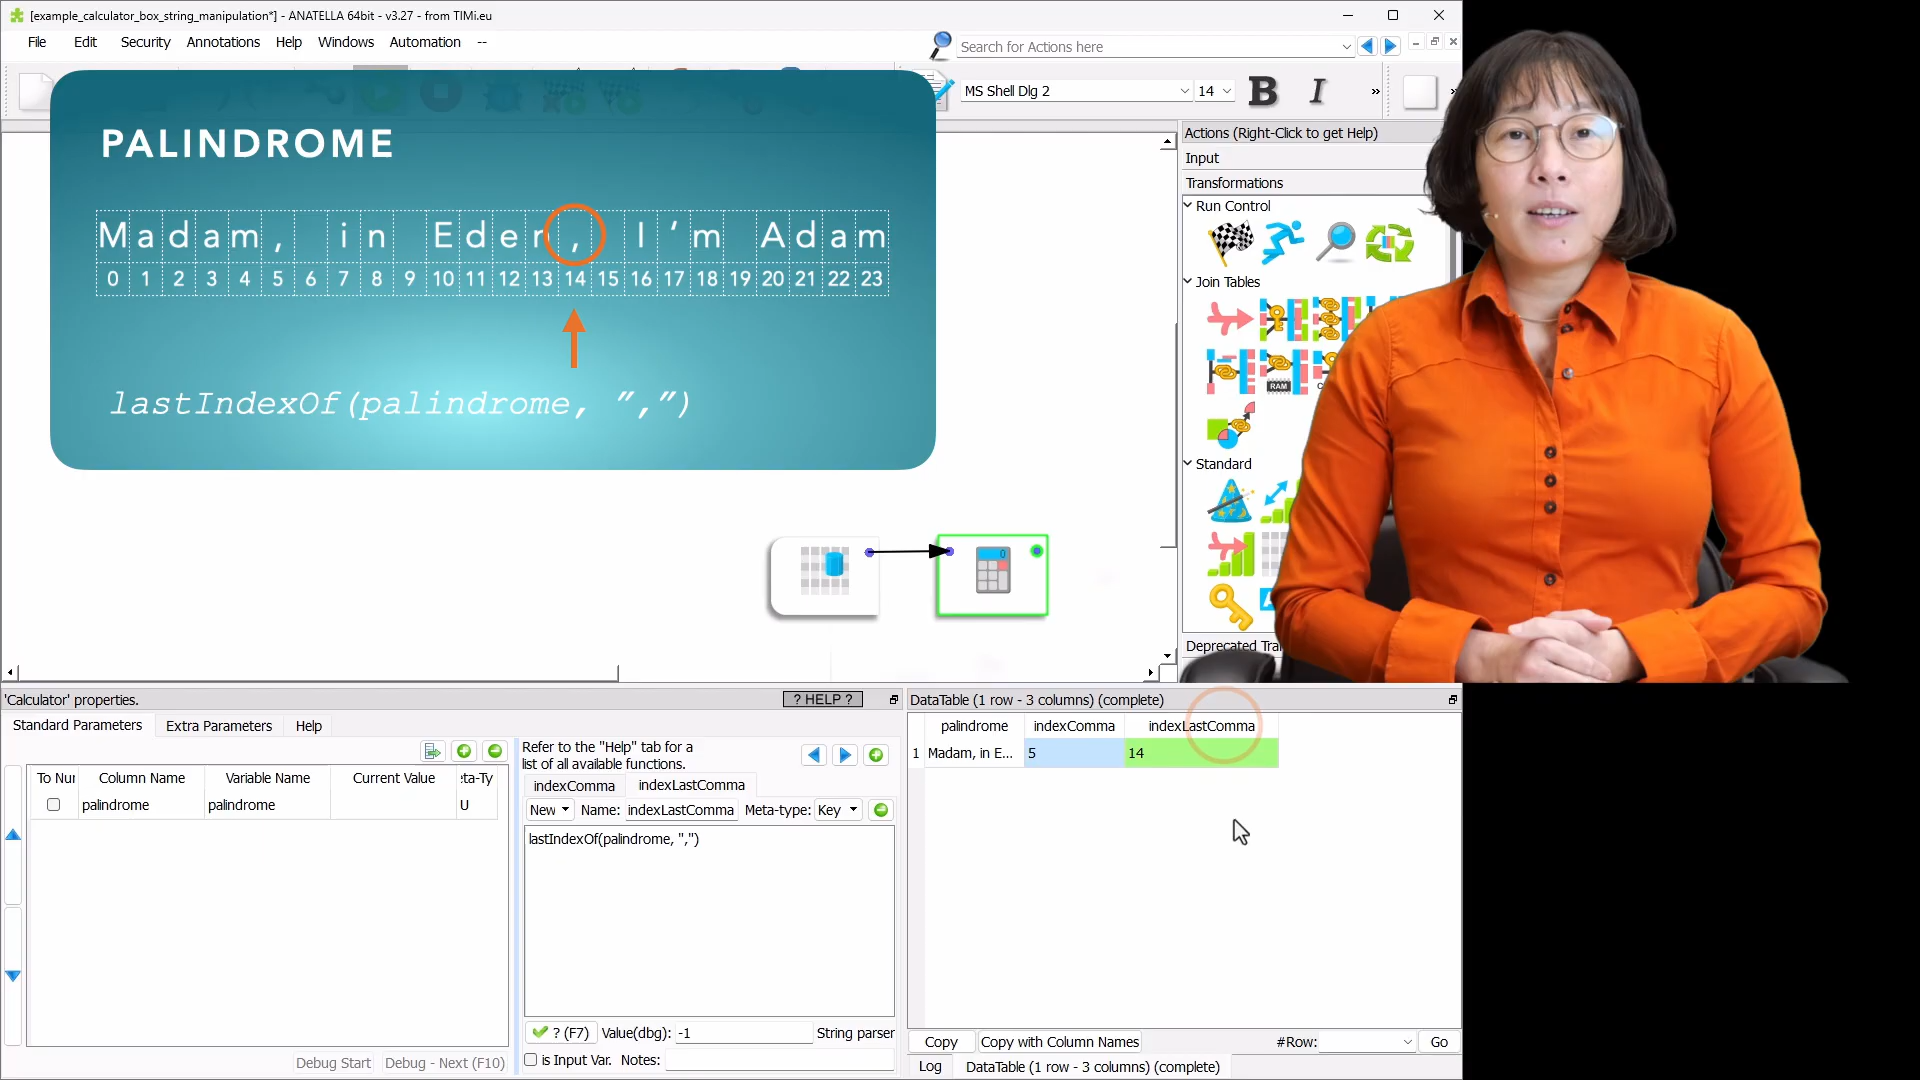 [example_calculator_box_string_manipulation*] - ANATELLA 64bit - v3.27 - from TIMi.eu
File Edit Security Annotations Help Windows Automation --
Search for Actions here
MS Shell Dlg 2 14 B I » »
PALINDROME
Madam, in Eden, I'm Adam
0 1 2 3 4 5 6 7 8 9 10 11 12 13 14 15 16 17 18 19 20 21 22 23
lastIndexOf(palindrome, ",")
Actions (Right-Click to get Help)
Input
Transformations
Run Control
Join Tables
RAM
Standard
Deprecated
'Calculator' properties.
? HELP ?
Standard Parameters Extra Parameters Help
To Nu Column Name Variable Name Current Value ta-Ty
palindrome palindrome U
Debug Start Debug - Next (F10)
Refer to the "Help" tab for a
list of all available functions.
indexComma indexLastComma
New Name: indexLastComma Meta-type: Key
lastIndexOf(palindrome, ",")
? (F7) Value(dbg): -1 String parser
is Input Var. Notes:
DataTable (1 row - 3 columns) (complete)
palindrome indexComma indexLastComma
1 Madam, in E... 5 14
Copy Copy with Column Names #Row: Go
Log DataTable (1 row - 3 columns) (complete)